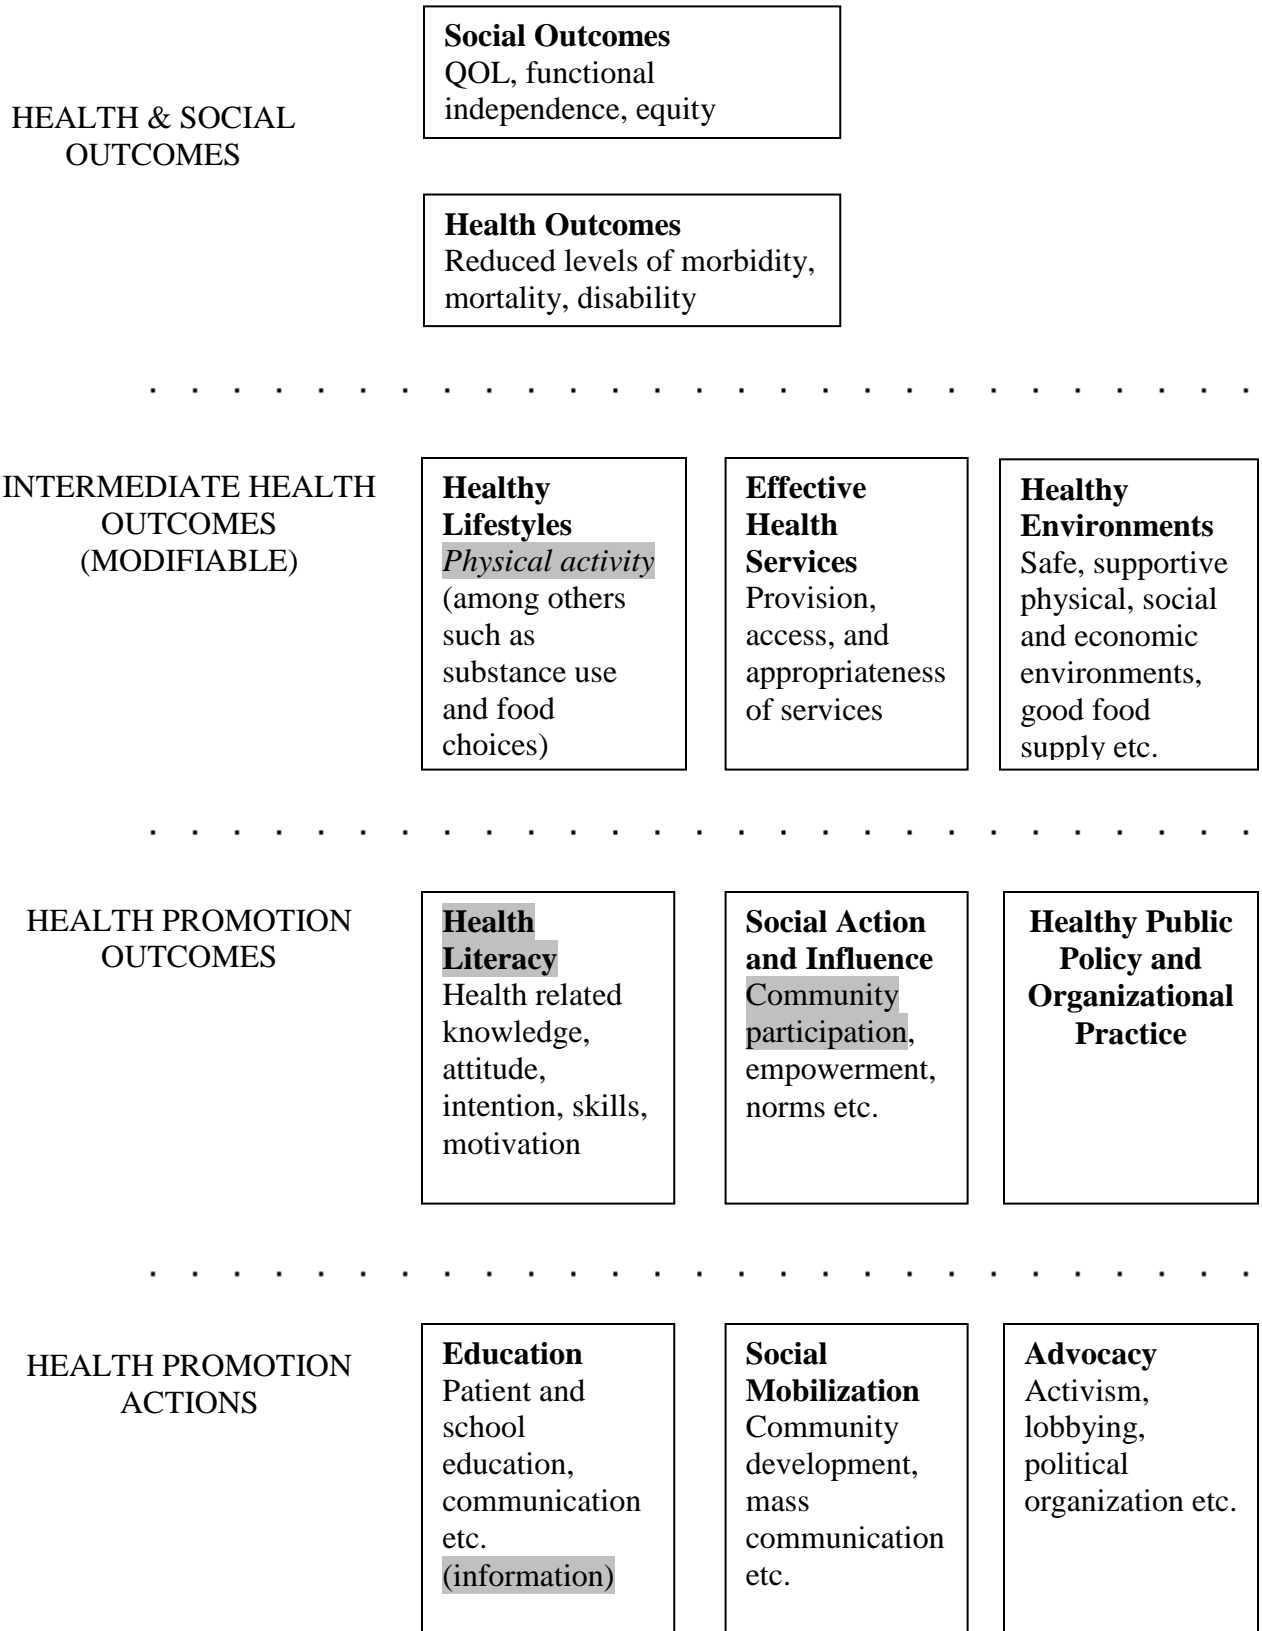 Social Outcomes
QOL, functional
independence, equity
HEALTH & SOCIAL
OUTCOMES
Health Outcomes
Reduced levels of morbidity,
mortality, disability
INTERMEDIATE HEALTH
OUTCOMES
(MODIFIABLE)
Healthy
Lifestyles
Physical activity
(among others
such as
substance use
and food
choices)
Effective
Health
Services
Provision,
access, and
appropriateness
of services
Healthy
Environments
Safe, supportive
physical, social
and economic
environments,
good food
supply etc.
HEALTH PROMOTION
OUTCOMES
Health
Literacy
Health related
knowledge,
attitude,
intention, skills,
motivation
Social Action
and Influence
Community
participation,
empowerment,
norms etc.
Healthy Public
Policy and
Organizational
Practice
HEALTH PROMOTION
ACTIONS
Education
Patient and
school
education,
communication
etc.
(information)
Social
Mobilization
Community
development,
mass
communication
etc.
Advocacy
Activism,
lobbying,
political
organization etc.